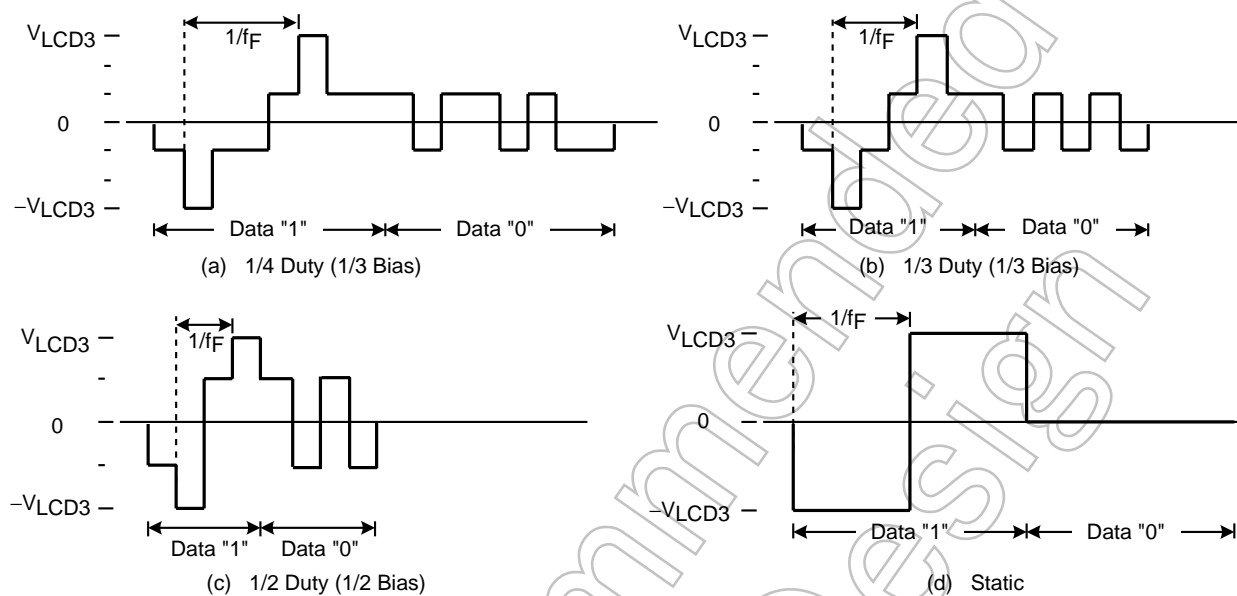 VLCD3
1/fF
0
−VLCD3
Data "1"
Data "0"
(a) 1/4 Duty (1/3 Bias)
VLCD3
1/fF
0
−VLCD3
Data "1"
Data "0"
(b) 1/3 Duty (1/3 Bias)
VLCD3
1/fF
0
−VLCD3
Data "1"
Data "0"
(c) 1/2 Duty (1/2 Bias)
VLCD3
1/fF
0
−VLCD3
Data "1"
Data "0"
(d) Static